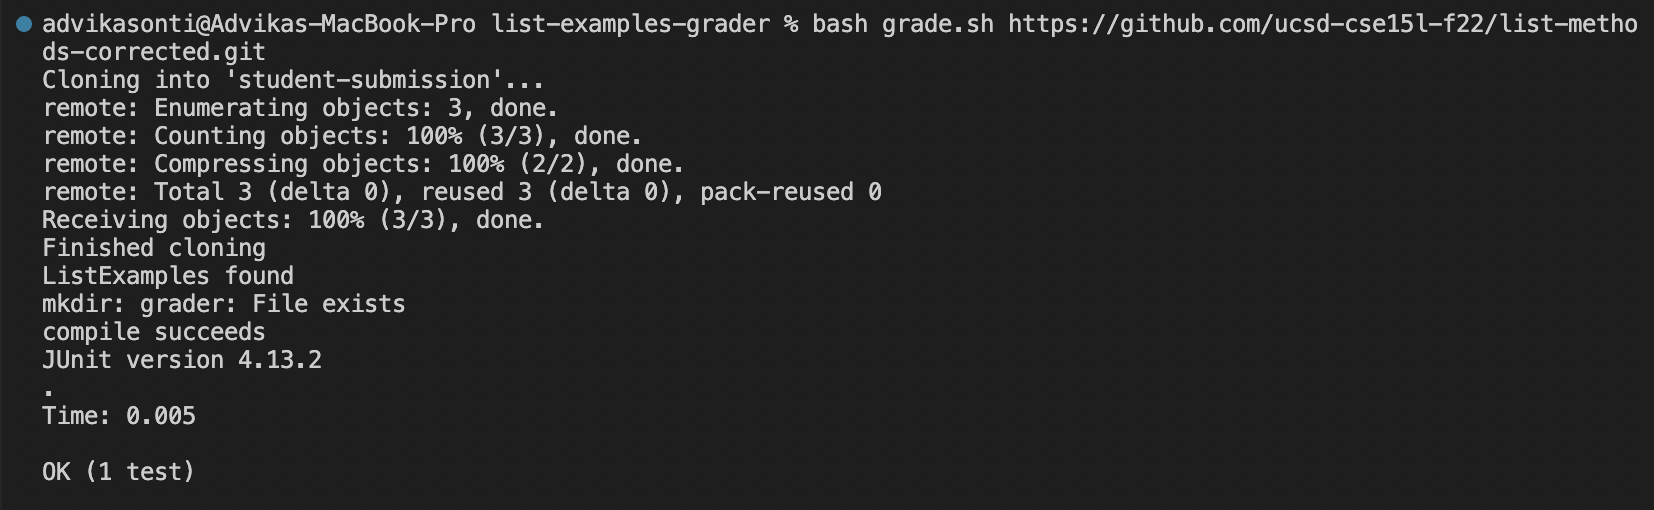 advikasonti@Advikas-MacBook-Pro list-examples-grader % bash grade.sh https://github.com/ucsd-cse15l-f22/list-metho
ds-corrected.git
Cloning into 'student-submission'...
remote: Enumerating objects: 3, done.
remote: Counting objects: 100% (3/3), done.
remote: Compressing objects: 100% (2/2), done.
remote: Total 3 (delta 0), reused 3 (delta 0), pack-reused 0
Receiving objects: 100% (3/3), done.
Finished cloning
ListExamples found
mkdir: grader: File exists
compile succeeds
JUnit version 4.13.2
.
Time: 0.005
OK (1 test)